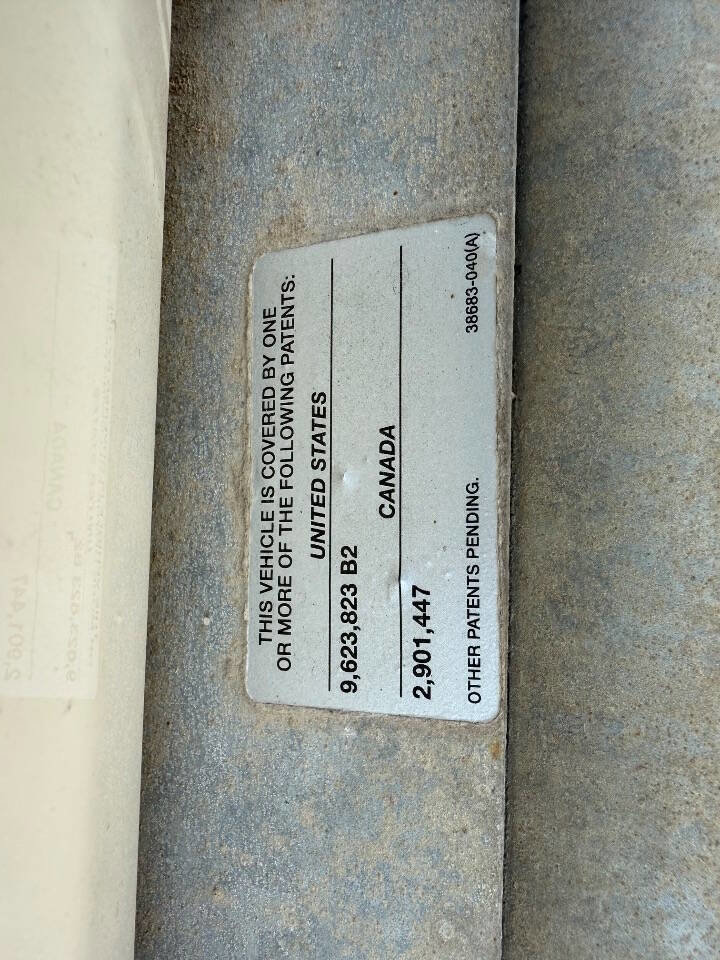 THIS VEHICLE IS COVERED BY ONE
OR MORE OF THE FOLLOWING PATENTS:
UNITED STATES
9,623,823 B2
CANADA
2,901,447
OTHER PATENTS PENDING.
38683-040(A)